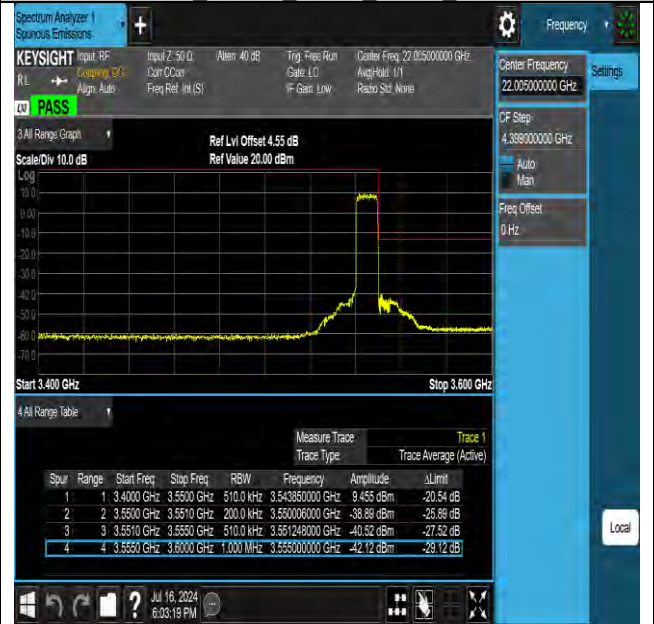 Spectrum Analyzer 1
Spurious Emissions
Frequency
KEYSIGHT Input: RF Input Z: 50 Ω Atten: 40 dB Trig: Free Run Center Freq: 22.005000000 GHz
RL Coupling: DC Corr CCorr Gate: LO Avg|Hold: 1/1
Align: Auto Freq Ref: Int (S) IF Gain: Low Radio Std: None
LXI PASS
Center Frequency
22.005000000 GHz
Settings
CF Step
4.399000000 GHz
Auto
Man
Freq Offset
0 Hz
3 All Range Graph
Ref Lvl Offset 4.55 dB
Scale/Div 10.0 dB Ref Value 20.00 dBm
Log
10.0
0.00
-10.0
-20.0
-30.0
-40.0
-50.0
-60.0
-70.0
Start 3.400 GHz Stop 3.600 GHz
4 All Range Table
Measure Trace Trace 1
Trace Type Trace Average (Active)
Spur Range Start Freq Stop Freq RBW Frequency Amplitude ΔLimit
1 1 3.4000 GHz 3.5500 GHz 510.0 kHz 3.543850000 GHz 9.455 dBm -20.54 dB
2 2 3.5500 GHz 3.5510 GHz 200.0 kHz 3.550006000 GHz -38.89 dBm -25.89 dB
3 3 3.5510 GHz 3.5550 GHz 510.0 kHz 3.551248000 GHz -40.52 dBm -27.52 dB
4 4 3.5550 GHz 3.6000 GHz 1.000 MHz 3.555000000 GHz -42.12 dBm -29.12 dB
Local
Jul 16, 2024
6:03:19 PM